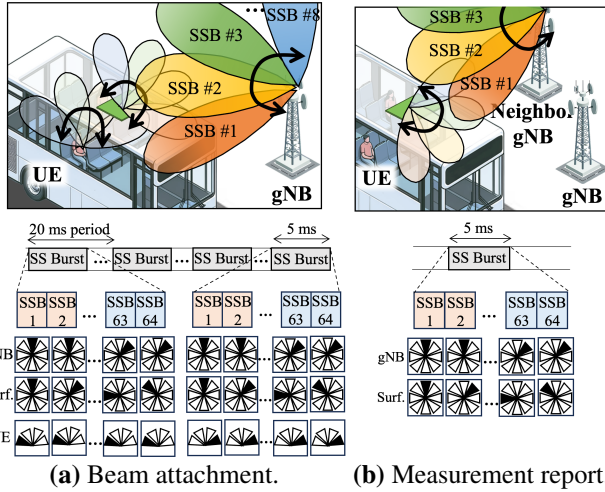 SSB #8
SSB #3
SSB #2
SSB #1
UE
gNB
20 ms period
5 ms
SS Burst ... SS Burst ... SS Burst ... SS Burst
SSB 1
SSB 2
...
SSB 63
SSB 64
SSB 1
SSB 2
...
SSB 63
SSB 64
(a) Beam attachment.
SSB #3
SSB #2
SSB #1
Neighbor
gNB
UE
gNB
5 ms
SS Burst
SSB 1
SSB 2
...
SSB 63
SSB 64
gNB
Surf.
(b) Measurement report